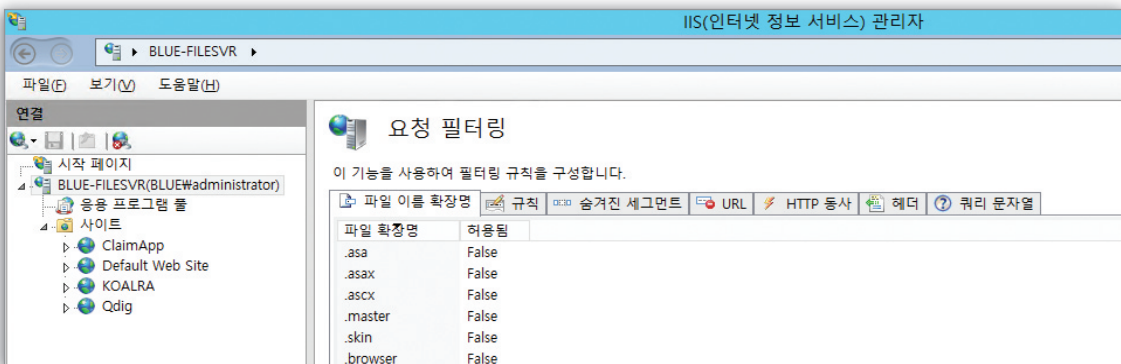 IIS(인터넷 정보 서비스) 관리자
BLUE-FILESVR
파일(F) 보기(V) 도움말(H)
연결
시작 페이지
BLUE-FILESVR(BLUE₩administrator)
응용 프로그램 풀
사이트
ClaimApp
Default Web Site
KOALRA
Qdig
요청 필터링
이 기능을 사용하여 필터링 규칙을 구성합니다.
파일 이름 확장명 규칙 숨겨진 세그먼트 URL HTTP 동사 헤더 쿼리 문자열
파일 확장명 허용됨
.asa False
.asax False
.ascx False
.master False
.skin False
.browser False